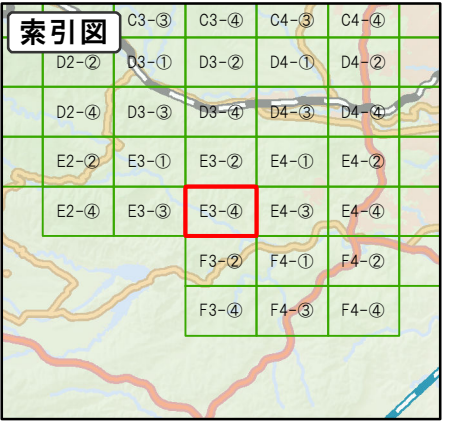 索引図
C3-③ C3-④ C4-③ C4-④
D2-② D3-① D3-② D4-① D4-②
D2-④ D3-③ D3-④ D4-③ D4-④
E2-② E3-① E3-② E4-① E4-②
E2-④ E3-③ E3-④ E4-③ E4-④
F3-② F4-① F4-②
F3-④ F4-③ F4-④